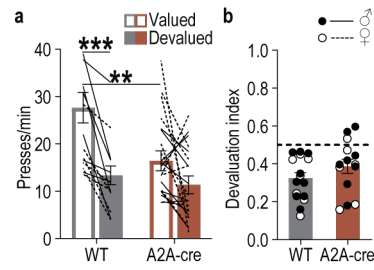 a
Valued
Devalued
***
**
Presses/min
40
30
20
10
0
WT
A2A-cre
b
♂
♀
Devaluation index
1.0
0.8
0.6
0.4
0.2
0.0
WT
A2A-cre